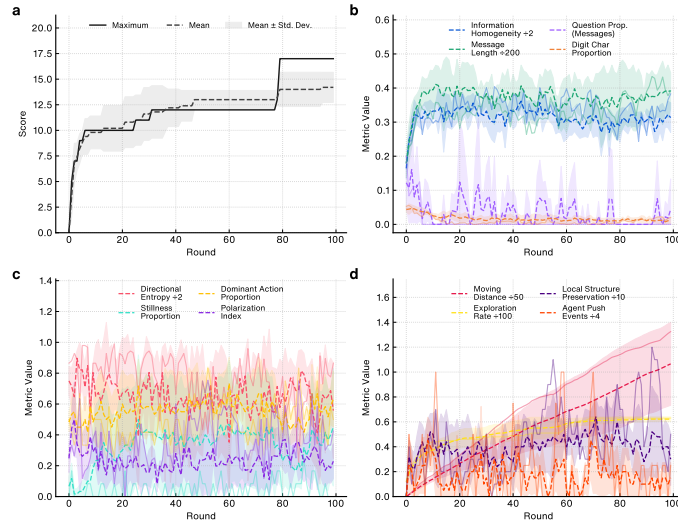 a
Maximum
Mean
Mean ± Std. Dev.
20.0
17.5
15.0
12.5
10.0
7.5
5.0
2.5
0.0
Score
0
20
40
60
80
100
Round
b
Information
Homogeneity ÷2
Message
Length ÷200
Question Prop.
(Messages)
Digit Char
Proportion
0.6
0.5
0.4
0.3
0.2
0.1
0.0
Metric Value
0
20
40
60
80
100
Round
c
Directional
Entropy ÷2
Stillness
Proportion
Dominant Action
Proportion
Polarization
Index
1.4
1.2
1.0
0.8
0.6
0.4
0.2
0.0
Metric Value
0
20
40
60
80
100
Round
d
Moving
Distance ÷50
Exploration
Rate ÷100
Local Structure
Preservation ÷10
Agent Push
Events ÷4
1.6
1.4
1.2
1.0
0.8
0.6
0.4
0.2
0.0
Metric Value
0
20
40
60
80
100
Round